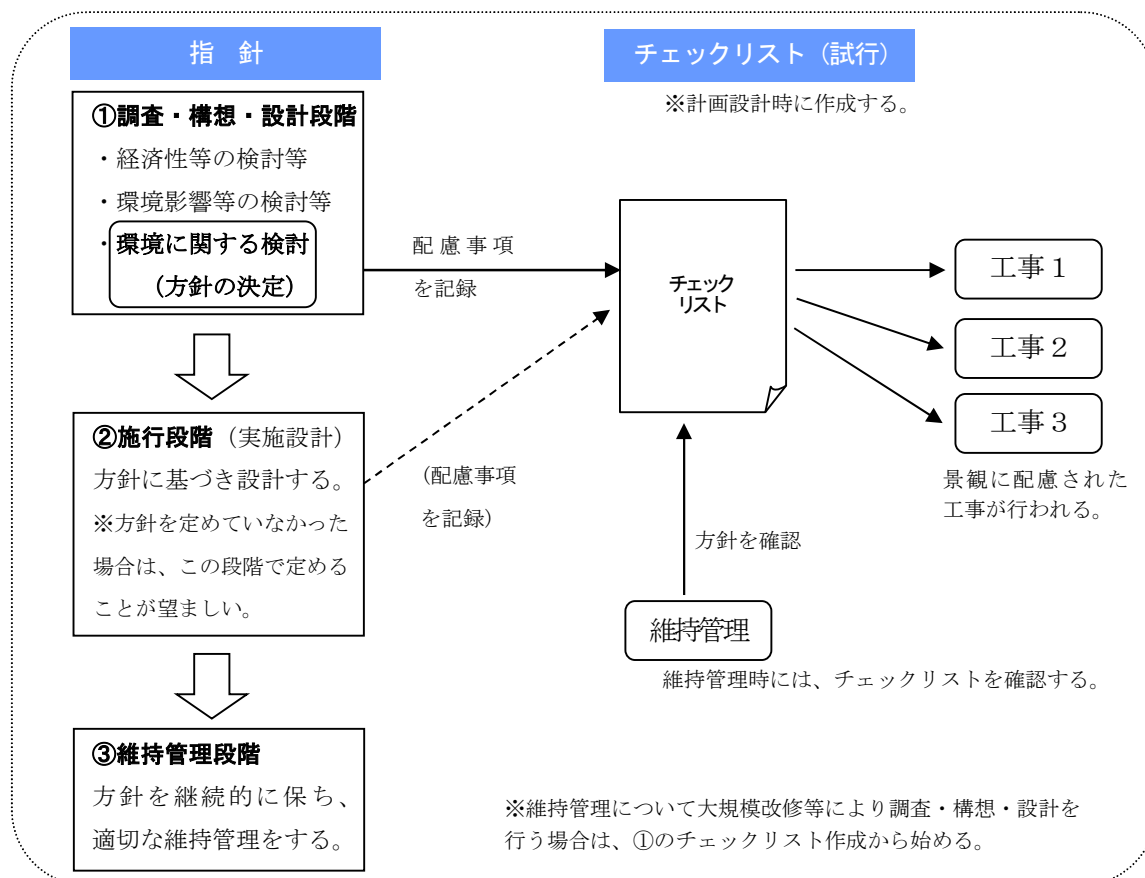 指 針
①調査・構想・設計段階
・経済性等の検討等
・環境影響等の検討等
・環境に関する検討
(方針の決定)
②施行段階（実施設計）
方針に基づき設計する。
※方針を定めていなかった
場合は、この段階で定める
ことが望ましい。
③維持管理段階
方針を継続的に保ち、
適切な維持管理をする。
配慮事項
を記録
(配慮事項
を記録)
チェックリスト（試行）
※計画設計時に作成する。
チェック
リスト
工事１
工事２
工事３
景観に配慮された
工事が行われる。
方針を確認
維持管理
維持管理時には、チェックリストを確認する。
※維持管理について大規模改修等により調査・構想・設計を
行う場合は、①のチェックリスト作成から始める。